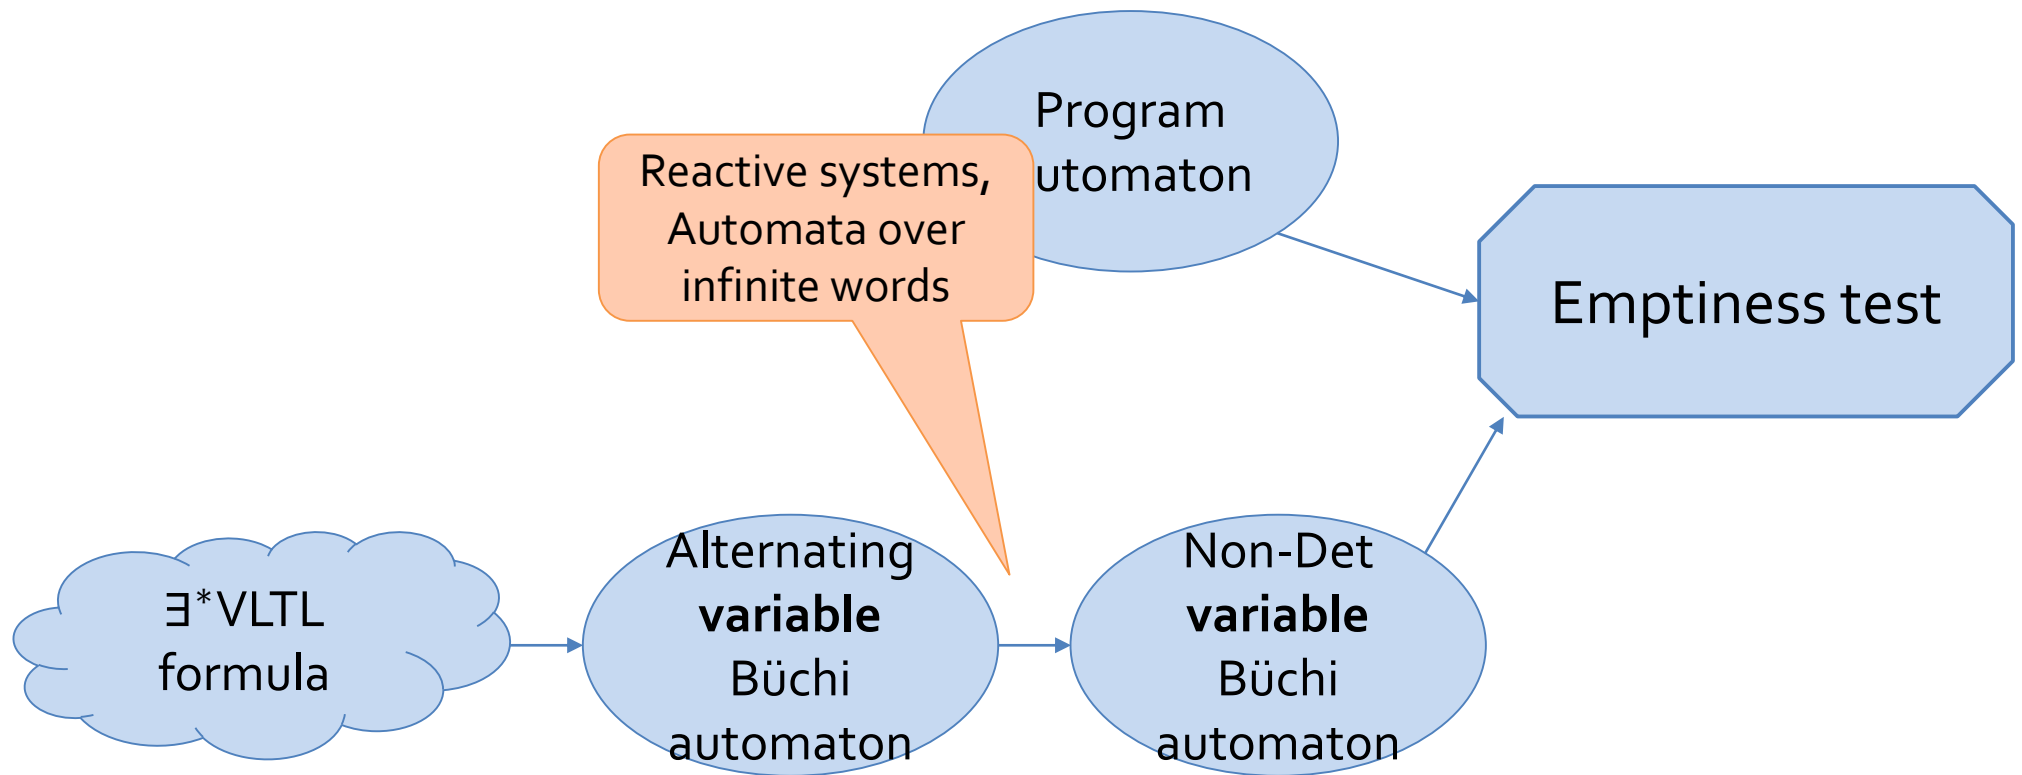 Program
utomaton
Reactive systems,
Automata over
infinite words
Emptiness test
∃*VLTL
formula
Alternating
variable
Büchi
automaton
Non-Det
variable
Büchi
automaton